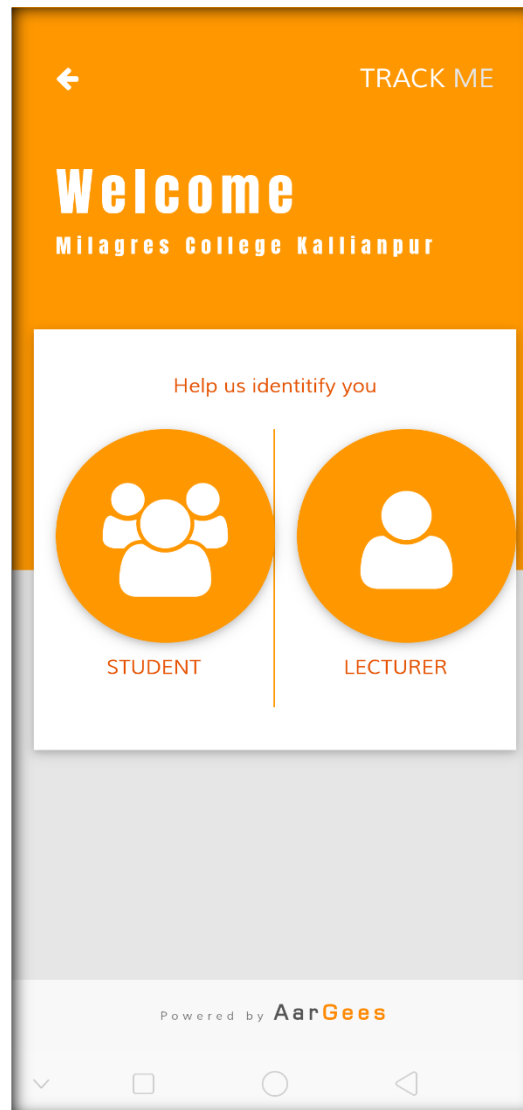 TRACK ME
Welcome
Milagres College Kallianpur
Help us identitify you
STUDENT
LECTURER
Powered by AarGees